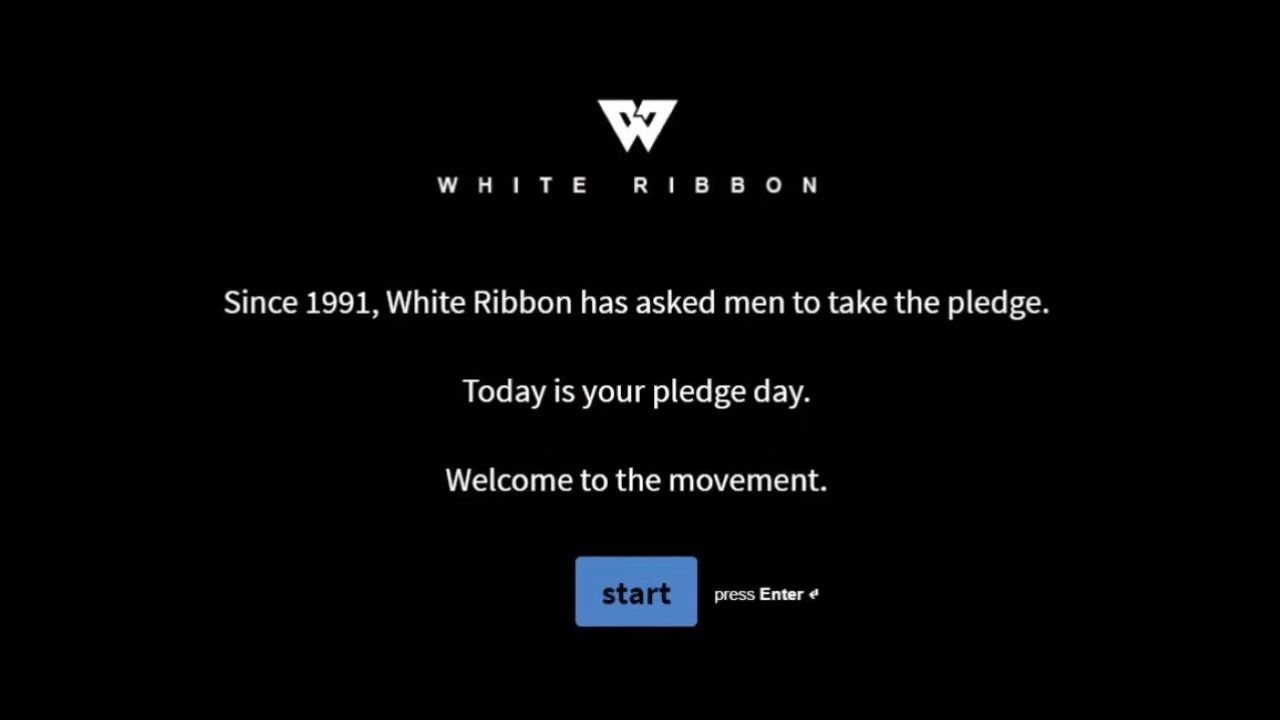 WHITE RIBBON
Since 1991, White Ribbon has asked men to take the pledge.
Today is your pledge day.
Welcome to the movement.
start press Enter ↵